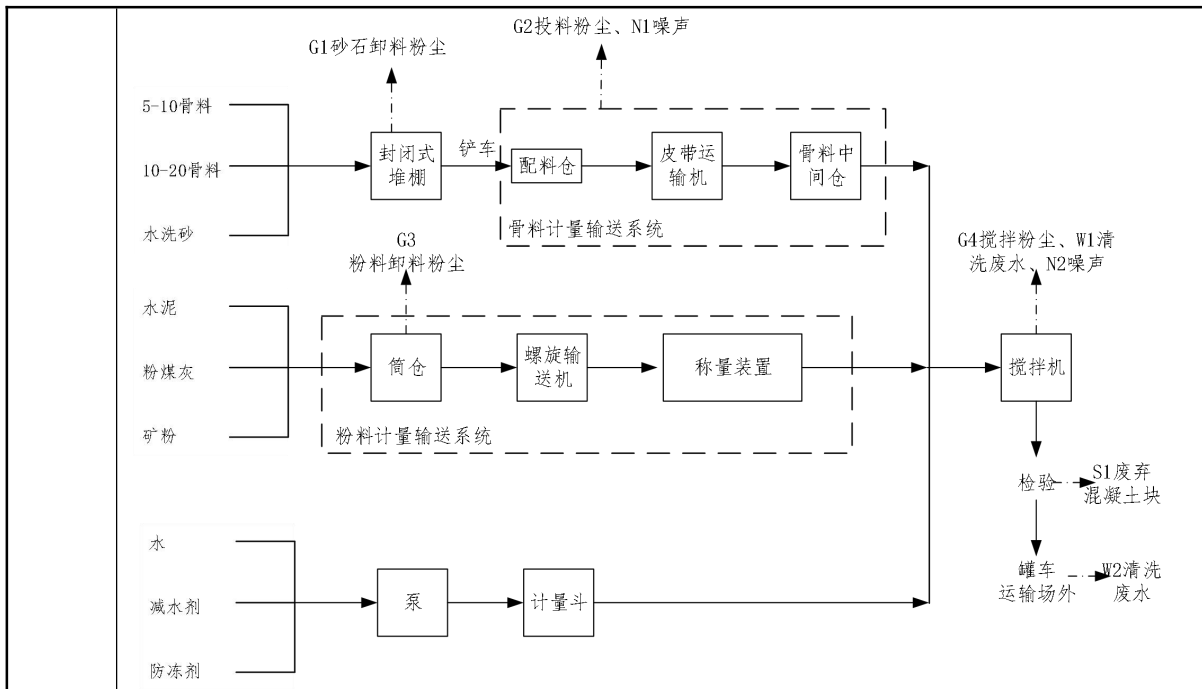 G2投料粉尘、N1噪声
G1砂石卸料粉尘
5-10骨料
10-20骨料
水洗砂
封闭式
堆棚
铲车
配料仓
皮带运
输机
骨料中
间仓
骨料计量输送系统
G3
粉料卸料粉尘
水泥
粉煤灰
矿粉
筒仓
螺旋输
送机
称量装置
粉料计量输送系统
G4搅拌粉尘、W1清
洗废水、N2噪声
搅拌机
检验
S1废弃
混凝土块
罐车
运输场外
W2清洗
废水
水
减水剂
防冻剂
泵
计量斗